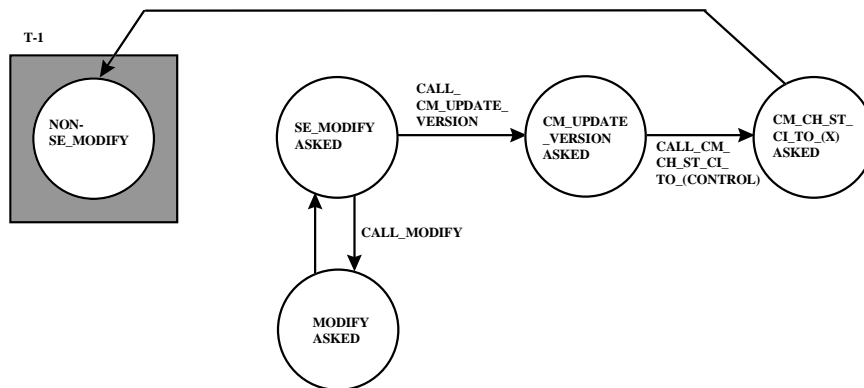 T-1
NON-
SE_MODIFY
SE_MODIFY
ASKED
CALL_
CM_UPDATE_
VERSION
CM_UPDATE
_VERSION
ASKED
CALL_CM_
CH_ST_CI_
TO_(CONTROL)
CM_CH_ST_
CI_TO_(X)
ASKED
CALL_MODIFY
MODIFY
ASKED